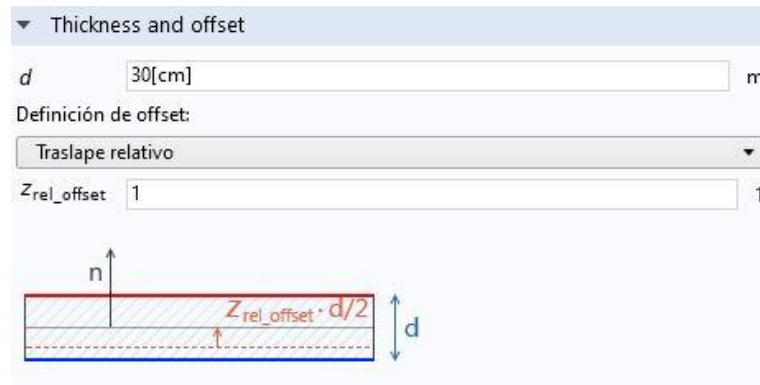 Thickness and offset
d 30[cm] m
Definición de offset:
Traslape relativo
Zrel_offset 1 1
n
Zrel_offset · d/2
d